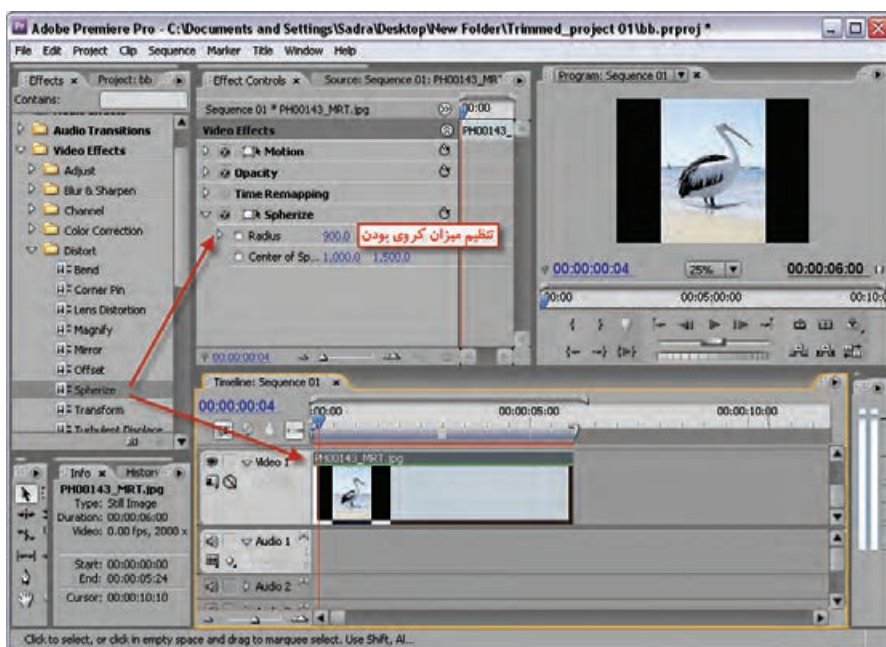 Adobe Premiere Pro - C:\Documents and Settings\Sadra\Desktop\New Folder\Trimmed_project 01\bb.prproj *
File Edit Project Clip Sequence Marker Title Window Help
Effects × Project: bb
Contains:
Audio Transitions
Video Effects
Adjust
Blur & Sharpen
Channel
Color Correction
Distort
Bend
Corner Pin
Lens Distortion
Magnify
Mirror
Offset
Spherize
Transform
Turbulent Displace
Effect Controls × Source: Sequence 01: PH00143_MR
Sequence 01 * PH00143_MRT.jpg
00:00
Video Effects
PH00143_
Motion
Opacity
Time Remapping
Spherize
Radius 900.0
تنظیم میزان کروی بودن
Center of Sp... 1,000.0 1,500.0
00:00:00:04
Program: Sequence 01 ×
00:00:00:04 25% 00:00:06:00
00:00 00:05:00:00 00:10:0
Info × History
PH00143_MRT.jpg
Type: Still Image
Duration: 00:00:06:00
Video: 0.00 fps, 2000 x
Start: 00:00:00:00
End: 00:00:05:24
Cursor: 00:00:10:10
Timeline: Sequence 01 ×
00:00:00:04
:00:00 00:00:05:00 00:00:10:00
Video 1
PH00143_MRT.jpg
Audio 1
Audio 2
Click to select, or click in empty space and drag to marquee select. Use Shift, Al...